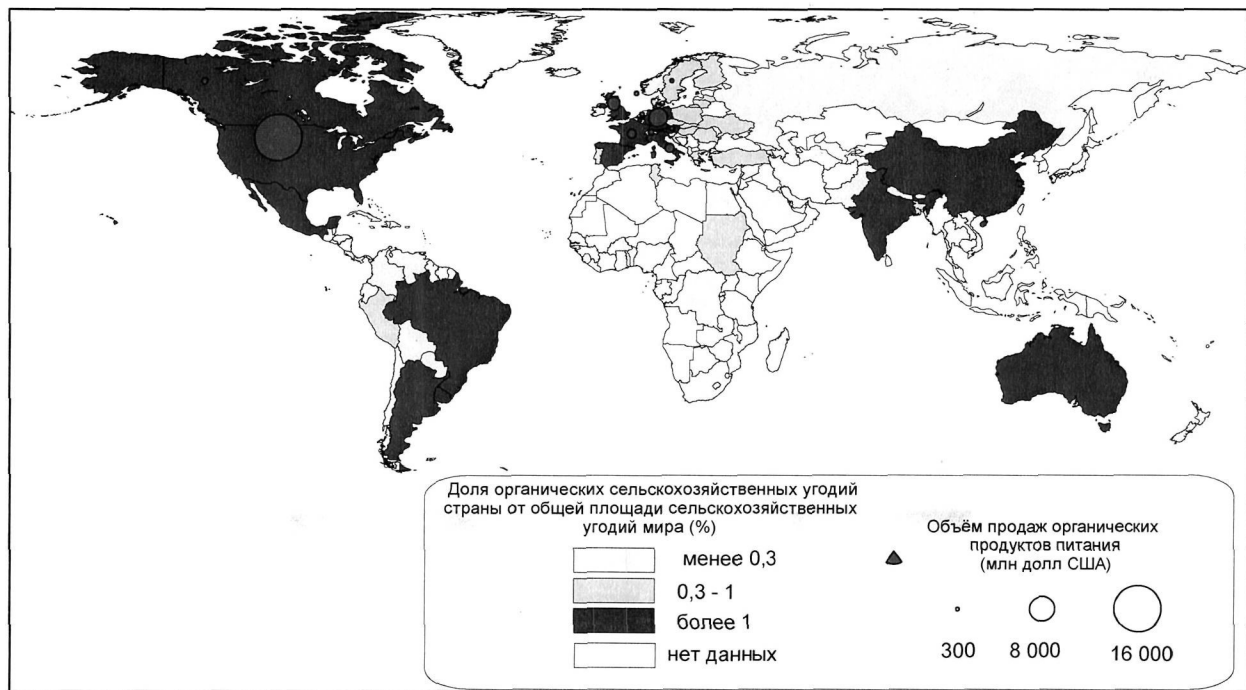 Доля органических сельскохозяйственных угодий
страны от общей площади сельскохозяйственных
угодий мира (%)
менее 0,3
0,3 - 1
более 1
нет данных
Объём продаж органических
продуктов питания
(млн долл США)
300 8 000 16 000